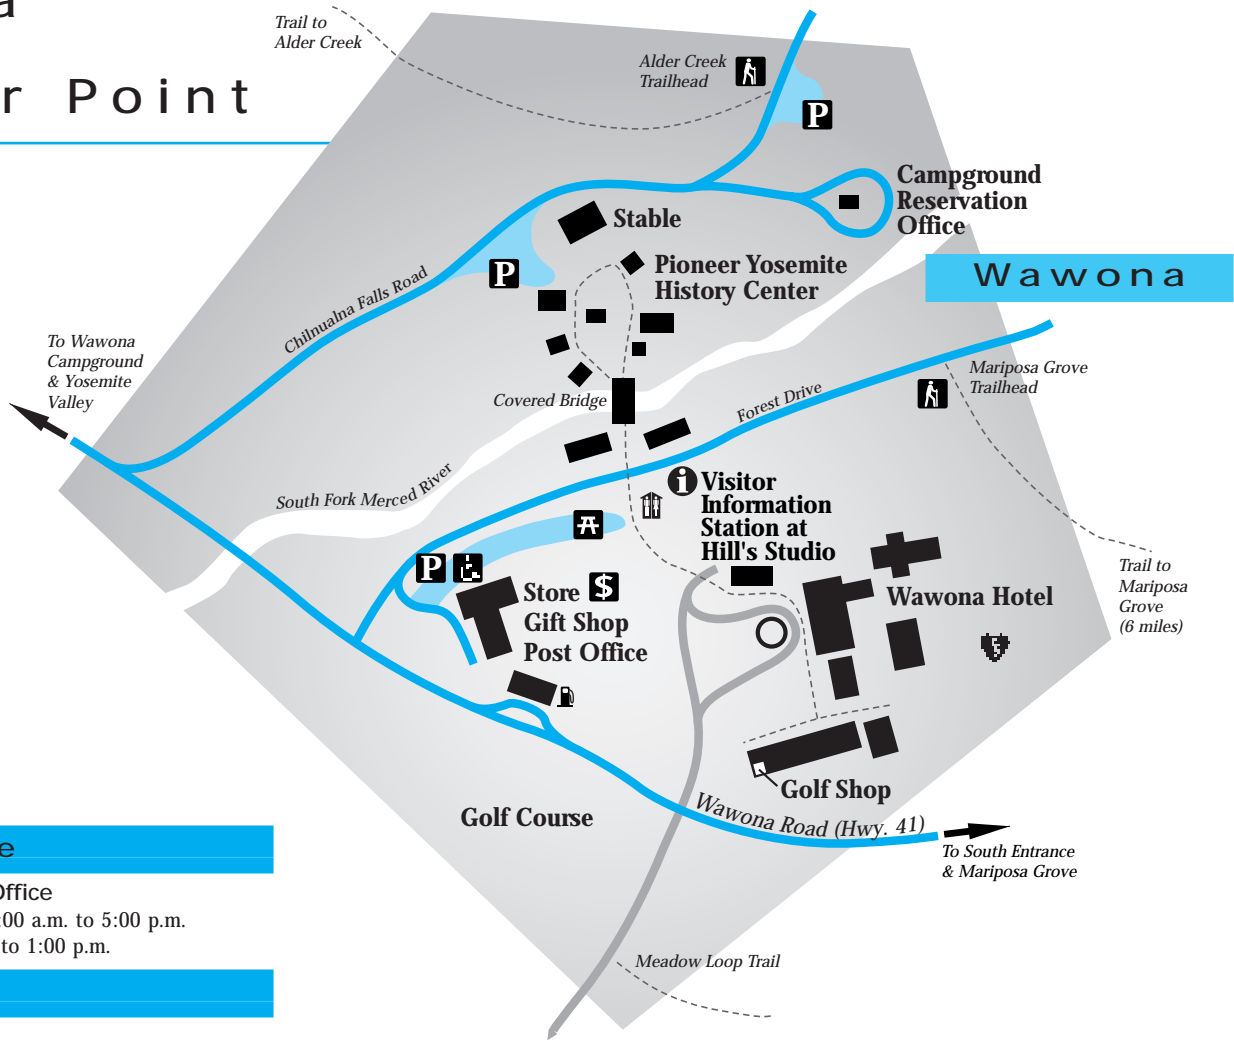 a
r Point
Trail to
Alder Creek
Alder Creek
Trailhead
P
Campground
Reservation
Office
Stable
Pioneer Yosemite
History Center
P
Wawona
Chilnualna Falls Road
To Wawona
Campground
& Yosemite
Valley
Mariposa Grove
Trailhead
Covered Bridge
Forest Drive
South Fork Merced River
i Visitor
Information
Station at
Hill's Studio
P
Store $
Gift Shop
Post Office
Wawona Hotel
Trail to
Mariposa
Grove
(6 miles)
Golf Shop
Golf Course
Wawona Road (Hwy. 41)
To South Entrance
& Mariposa Grove
Meadow Loop Trail
e
Office
:00 a.m. to 5:00 p.m.
to 1:00 p.m.